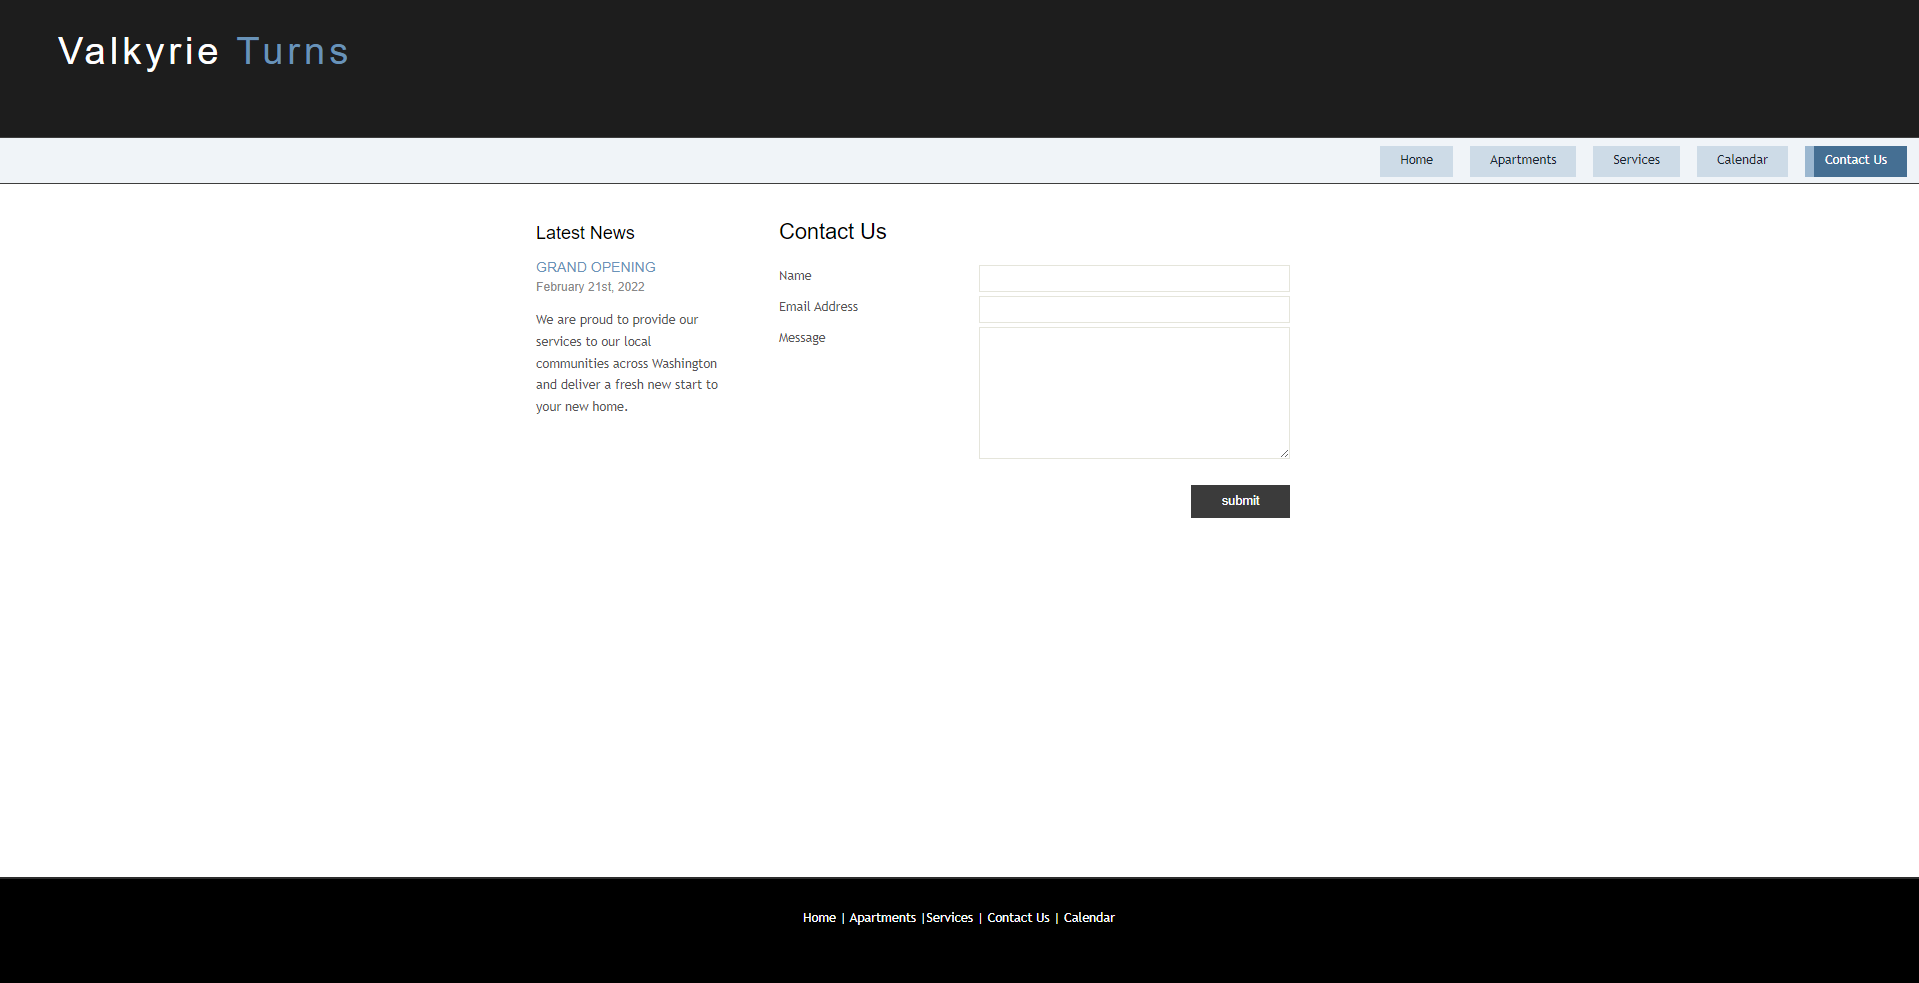 Valkyrie Turns
Home
Apartments
Services
Calendar
Contact Us
Latest News
GRAND OPENING
February 21st, 2022
We are proud to provide our
services to our local
communities across Washington
and deliver a fresh new start to
your new home.
Contact Us
Name
Email Address
Message
submit
Home | Apartments |Services | Contact Us | Calendar